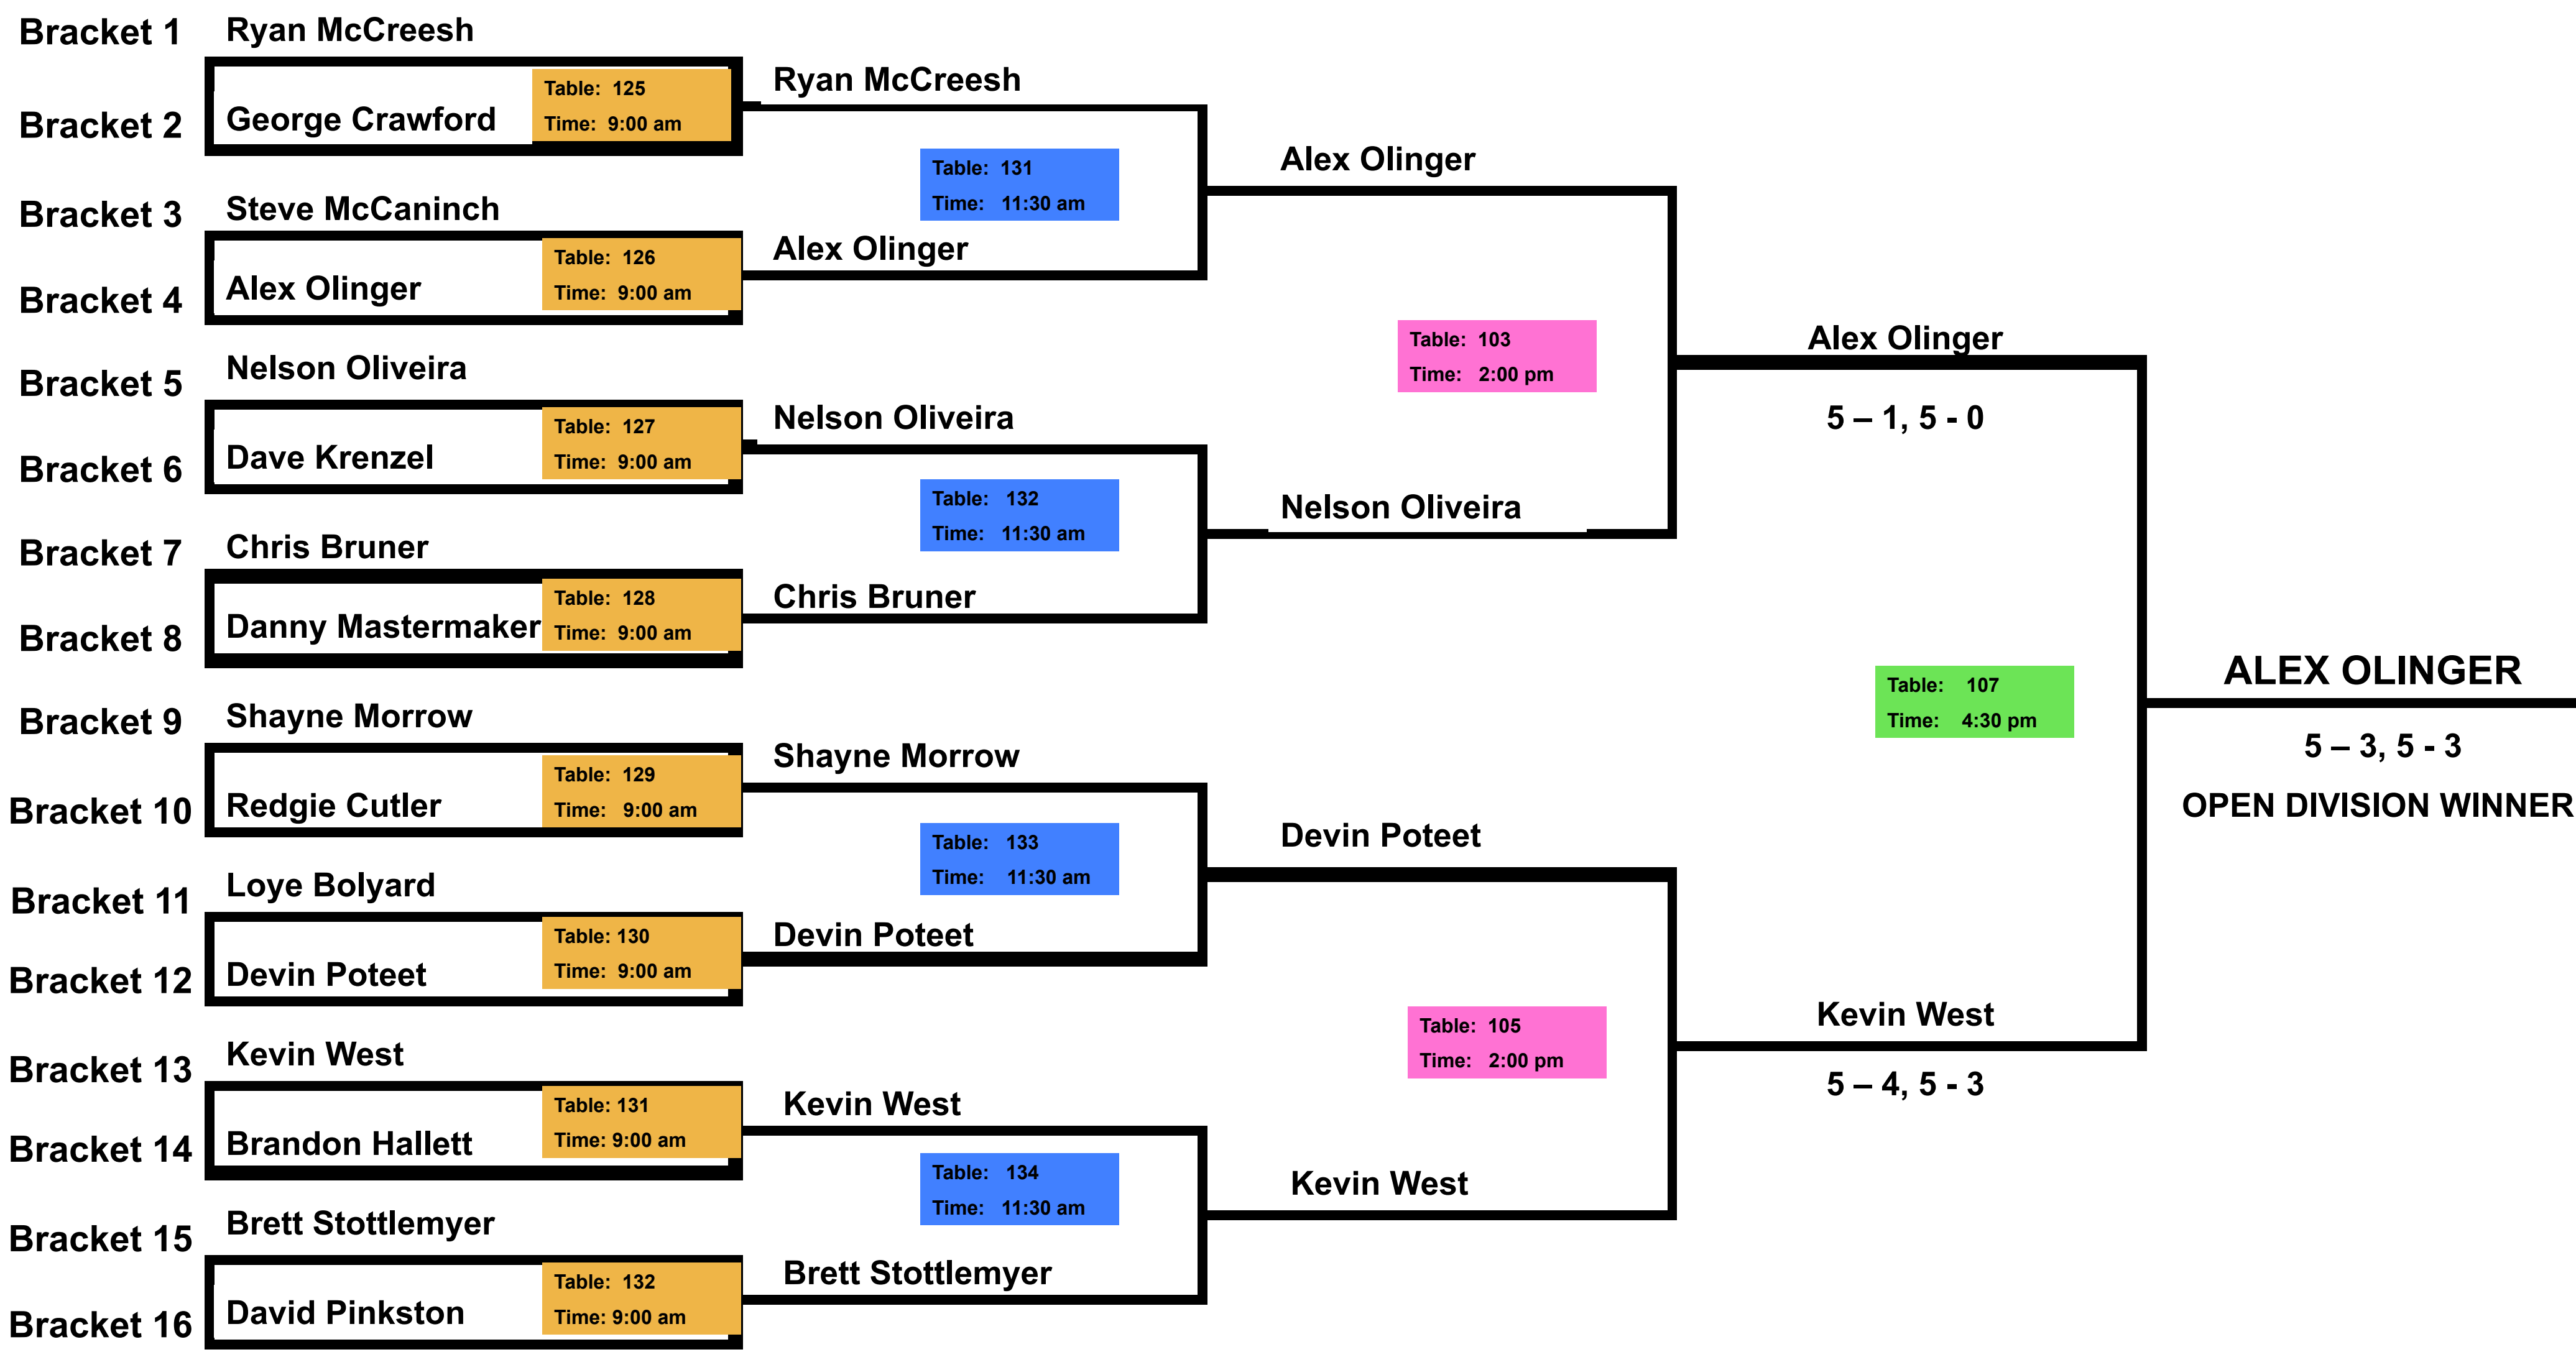 Bracket 1
Ryan McCreesh
Table: 125
Time: 9:00 am
Bracket 2
George Crawford
Bracket 3
Steve McCaninch
Table: 126
Time: 9:00 am
Bracket 4
Alex Olinger
Bracket 5
Nelson Oliveira
Table: 127
Time: 9:00 am
Bracket 6
Dave Krenzel
Bracket 7
Chris Bruner
Table: 128
Time: 9:00 am
Bracket 8
Danny Mastermaker
Bracket 9
Shayne Morrow
Table: 129
Time: 9:00 am
Bracket 10
Redgie Cutler
Bracket 11
Loye Bolyard
Table: 130
Time: 9:00 am
Bracket 12
Devin Poteet
Bracket 13
Kevin West
Table: 131
Time: 9:00 am
Bracket 14
Brandon Hallett
Bracket 15
Brett Stottlemyer
Table: 132
Time: 9:00 am
Bracket 16
David Pinkston
Ryan McCreesh
Table: 131
Time: 11:30 am
Alex Olinger
Nelson Oliveira
Table: 132
Time: 11:30 am
Chris Bruner
Shayne Morrow
Table: 133
Time: 11:30 am
Devin Poteet
Kevin West
Table: 134
Time: 11:30 am
Brett Stottlemyer
Alex Olinger
Table: 103
Time: 2:00 pm
Nelson Oliveira
Devin Poteet
Table: 105
Time: 2:00 pm
Kevin West
Alex Olinger
5 – 1, 5 - 0
Table: 107
Time: 4:30 pm
Kevin West
5 – 4, 5 - 3
ALEX OLINGER
5 – 3, 5 - 3
OPEN DIVISION WINNER